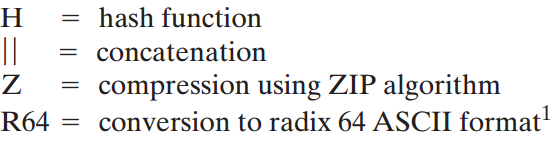 H = hash function
|| = concatenation
Z = compression using ZIP algorithm
R64 = conversion to radix 64 ASCII format¹